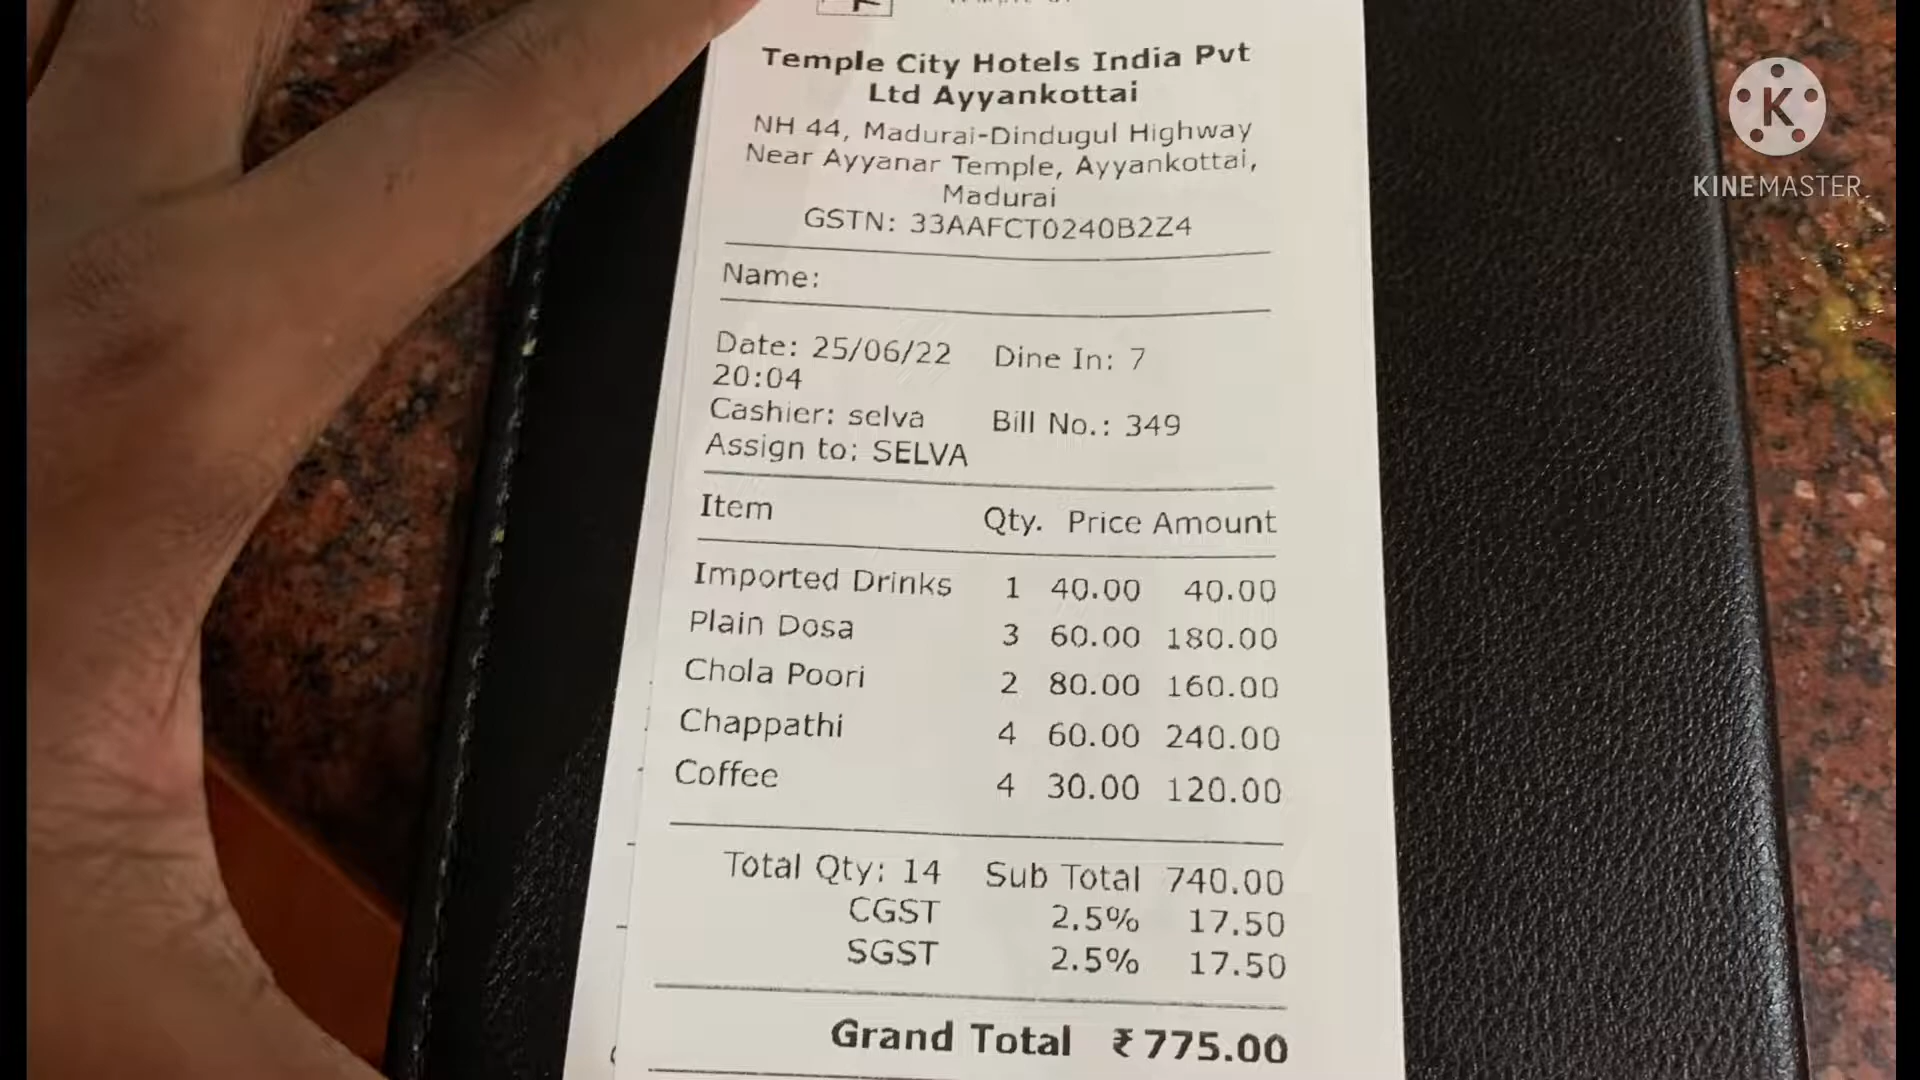 Temple City Hotels India Pvt
Ltd Ayyankottai
NH 44, Madurai-Dindugul Highway
Near Ayyanar Temple, Ayyankottai,
Madurai
GSTN: 33AAFCT0240B2Z4
Name:
Date: 25/06/22 Dine In: 7
20:04
Cashier: selva Bill No.: 349
Assign to: SELVA
Item Qty. Price Amount
Imported Drinks 1 40.00 40.00
Plain Dosa 3 60.00 180.00
Chola Poori 2 80.00 160.00
Chappathi 4 60.00 240.00
Coffee 4 30.00 120.00
Total Qty: 14 Sub Total 740.00
CGST 2.5% 17.50
SGST 2.5% 17.50
Grand Total ₹775.00
K
KINEMASTER